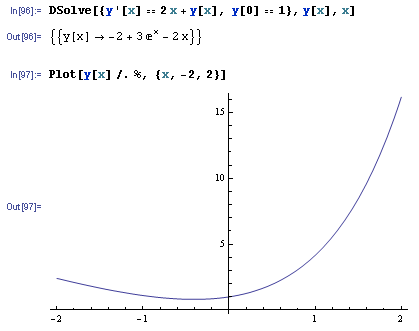 In[96]:= DSolve[{y'[x] == 2 x + y[x], y[0] == 1}, y[x], x]
Out[96]= {{y[x] → -2 + 3 ⅇ^x - 2 x}}
In[97]:= Plot[y[x] /. %, {x, -2, 2}]
15
10
Out[97]=
5
-2 -1 1 2